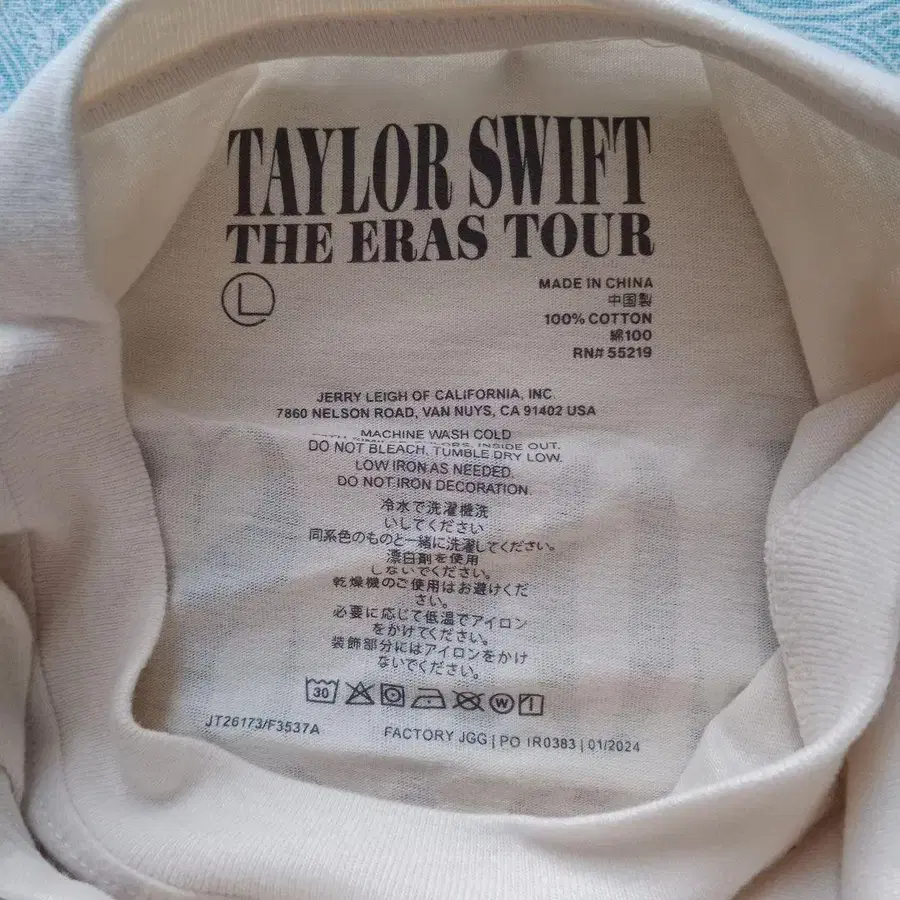 TAYLOR SWIFT
THE ERAS TOUR
L
MADE IN CHINA
中国製
100% COTTON
綿100
RN# 55219
JERRY LEIGH OF CALIFORNIA, INC.
7860 NELSON ROAD, VAN NUYS, CA 91402 USA
MACHINE WASH COLD
INSIDE OUT.
DO NOT BLEACH. TUMBLE DRY LOW.
LOW IRON AS NEEDED.
DO NOT IRON DECORATION.
冷水で洗濯機洗
いしてください
同系色のものと一緒に洗濯してください。
漂白剤を使用
しないでください。
乾燥機のご使用はお避けくだ
さい。
必要に応じて低温でアイロン
をかけてください。
装飾部分にはアイロンをかけ
ないでください。
30
W
JT26173/F3537A
FACTORY JGG | PO IR0383 | 01/2024